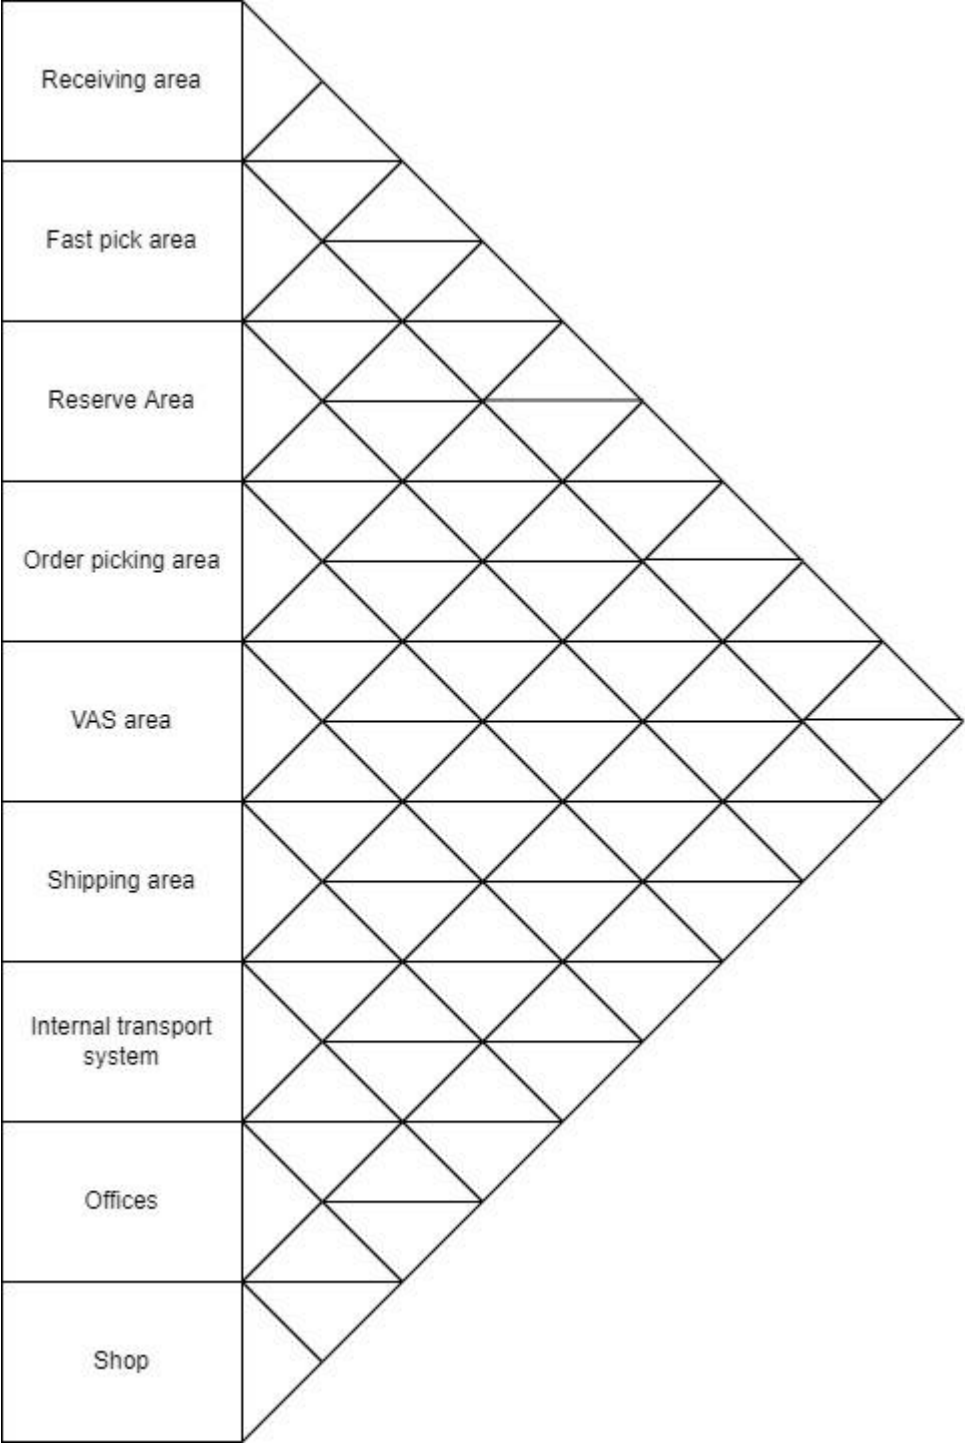 Receiving area
Fast pick area
Reserve Area
Order picking area
VAS area
Shipping area
Internal transport
system
Offices
Shop